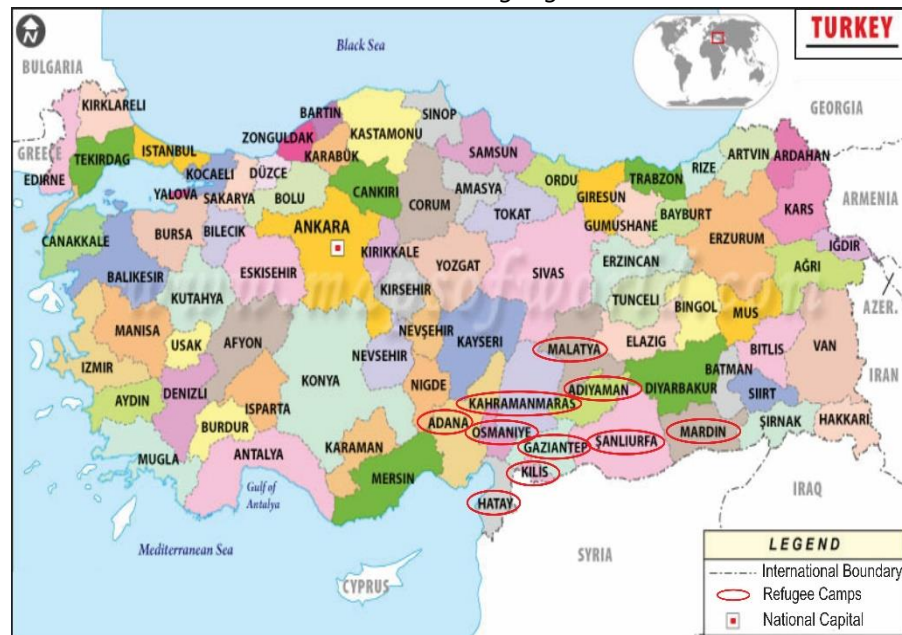 TURKEY
N
Black Sea
BULGARIA
GEORGIA
KIRKLARELI
BARTIN
SINOP
ZONGULDAK
KASTAMONU
ISTANBUL
SAMSUN
ARTVIN
ARDAHAN
GREECE
TEKIRDAG
KARABÜK
RIZE
KOCAELI
DÜZCE
ORDU
TRABZON
EDIRNE
YALOVA
SAKARYA
BOLU
CANKIRI
AMASYA
GIRESUN
CORUM
TOKAT
BAYBURT
KARS
ARMENIA
ANKARA
GUMUSHANE
CANAKKALE
BURSA
BILECIK
ERZURUM
IĞDIR
KIRIKKALE
ERZINCAN
BALIKESIR
ESKISEHIR
YOZGAT
SIVAS
AĞRI
www.mapsofworld.com
KUTAHYA
KIRSEHIR
TUNCELI
BINGOL
AZER.
MUS
MANISA
NEVŞEHIR
USAK
AFYON
KAYSERI
MALATYA
ELAZIG
BITLIS
VAN
NEVSEHIR
IZMIR
KONYA
BATMAN
IRAN
NIGDE
ADIYAMAN
DIYARBAKUR
SIIRT
DENIZLI
AYDIN
ISPARTA
KAHRAMANMARAS
HAKKARI
BURDUR
ADANA
OSMANIYE
ŞANLIURFA
MARDIN
ŞIRNAK
KARAMAN
GAZIANTEP
MUGLA
ANTALYA
KILIS
MERSIN
Gulf of
Antalya
IRAQ
HATAY
Mediterranean Sea
SYRIA
CYPRUS
LEGEND
International Boundary
Refugee Camps
National Capital